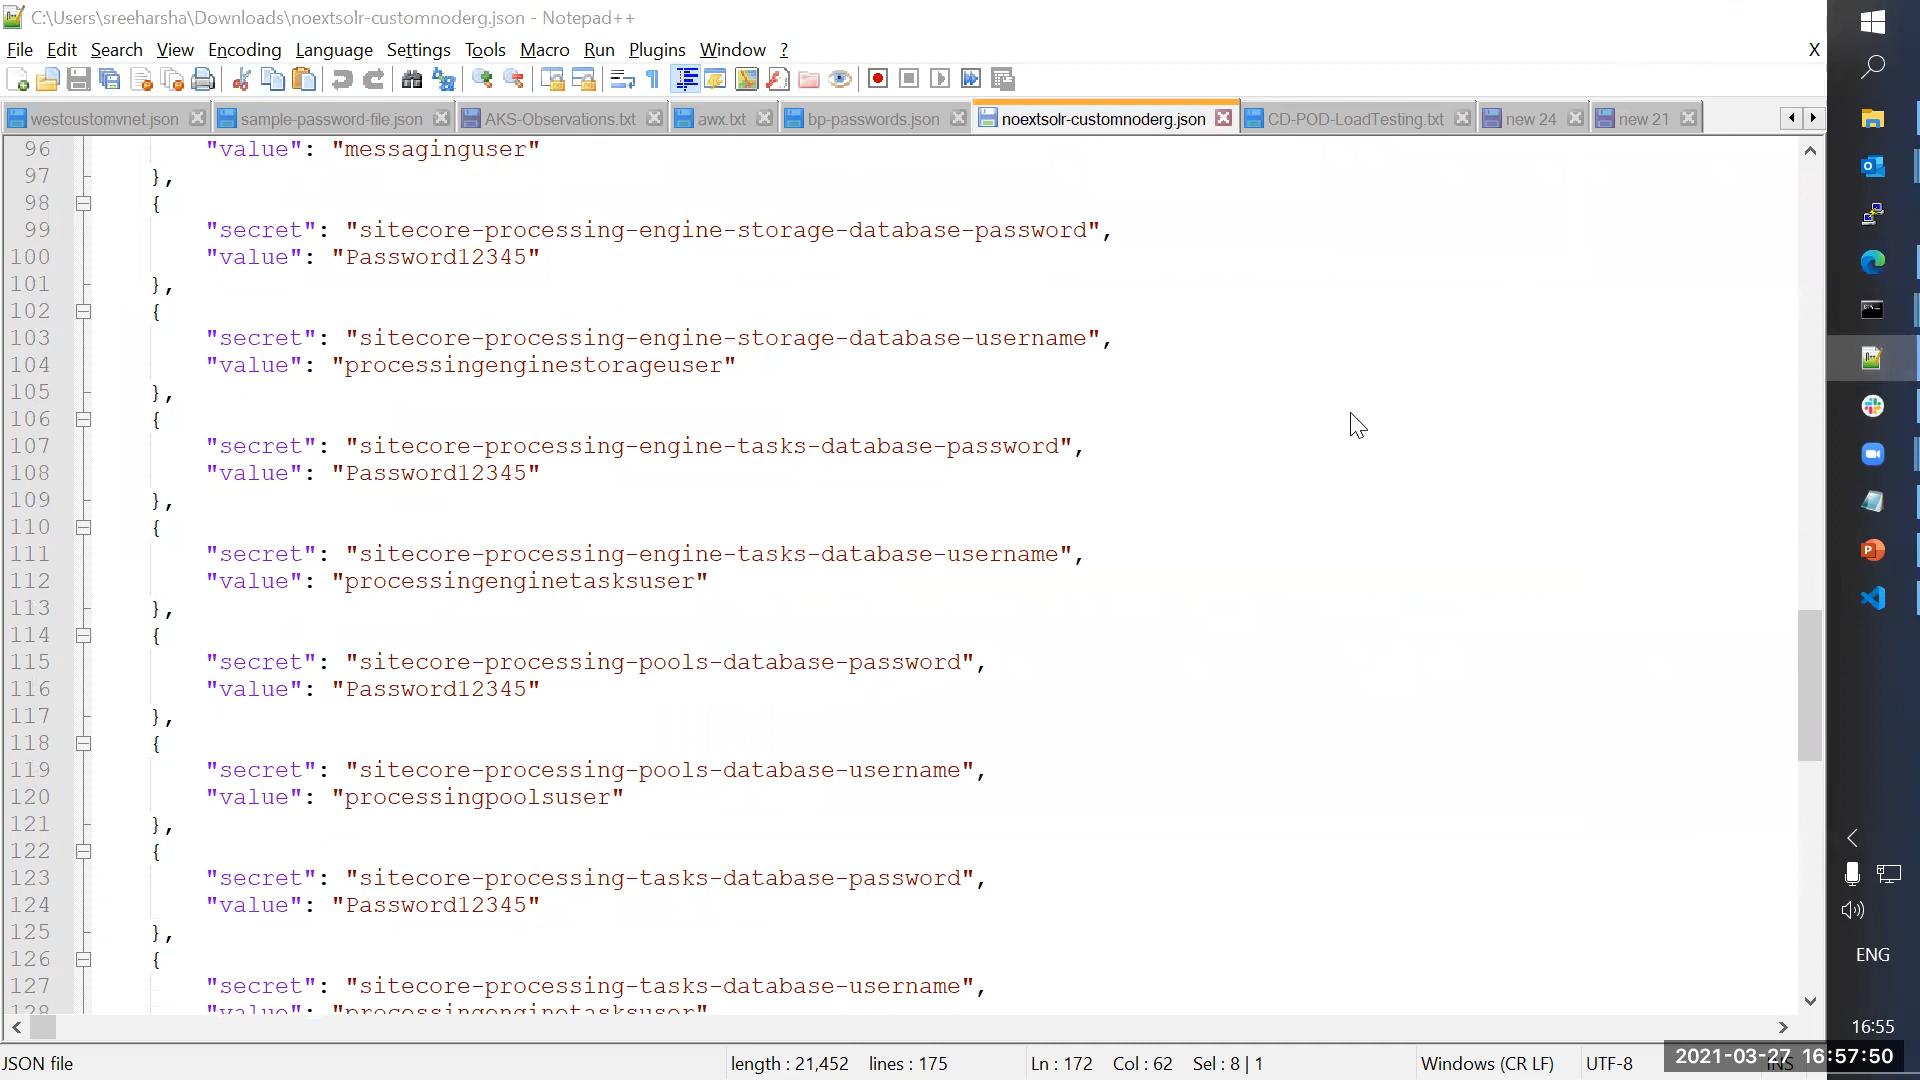 C:\Users\sreeharsha\Downloads\noextsolr-customnoderg.json - Notepad++
File Edit Search View Encoding Language Settings Tools Macro Run Plugins Window ? X
westcustomvnet.json sample-password-file.json AKS-Observations.txt awx.txt bp-passwords.json noextsolr-customnoderg.json CD-POD-LoadTesting.txt new 24 new 21
96 "value": "messaginguser"
97 },
98 {
99 "secret": "sitecore-processing-engine-storage-database-password",
100 "value": "Password12345"
101 },
102 {
103 "secret": "sitecore-processing-engine-storage-database-username",
104 "value": "processingenginestorageuser"
105 },
106 {
107 "secret": "sitecore-processing-engine-tasks-database-password",
108 "value": "Password12345"
109 },
110 {
111 "secret": "sitecore-processing-engine-tasks-database-username",
112 "value": "processingenginetasksuser"
113 },
114 {
115 "secret": "sitecore-processing-pools-database-password",
116 "value": "Password12345"
117 },
118 {
119 "secret": "sitecore-processing-pools-database-username",
120 "value": "processingpoolsuser"
121 },
122 {
123 "secret": "sitecore-processing-tasks-database-password",
124 "value": "Password12345"
125 },
126 {
127 "secret": "sitecore-processing-tasks-database-username",
128 "value": "processingenginetasksuser"
ENG
16:55
JSON file length : 21,452 lines : 175 Ln : 172 Col : 62 Sel : 8 | 1 Windows (CR LF) UTF-8 INS
2021-03-27 16:57:50